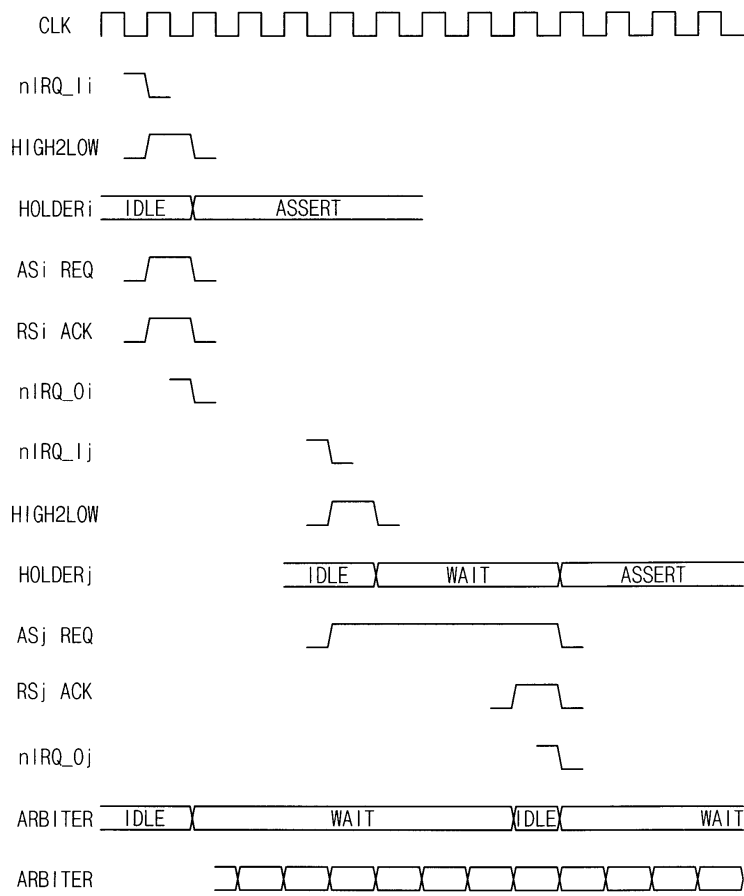 CLK
nIRQ_Ii
HIGH2LOW
HOLDERi IDLE ASSERT
ASi REQ
RSi ACK
nIRQ_Oi
nIRQ_Ij
HIGH2LOW
HOLDERj IDLE WAIT ASSERT
ASj REQ
RSj ACK
nIRQ_Oj
ARBITER IDLE WAIT IDLE WAIT
ARBITER